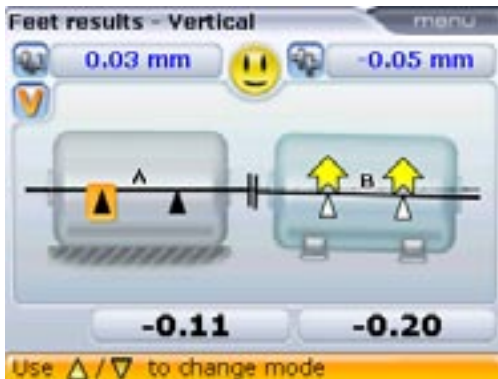 Feet results - Vertical
menu
0.03 mm
-0.05 mm
V
A
B
-0.11
-0.20
Use △/▽ to change mode